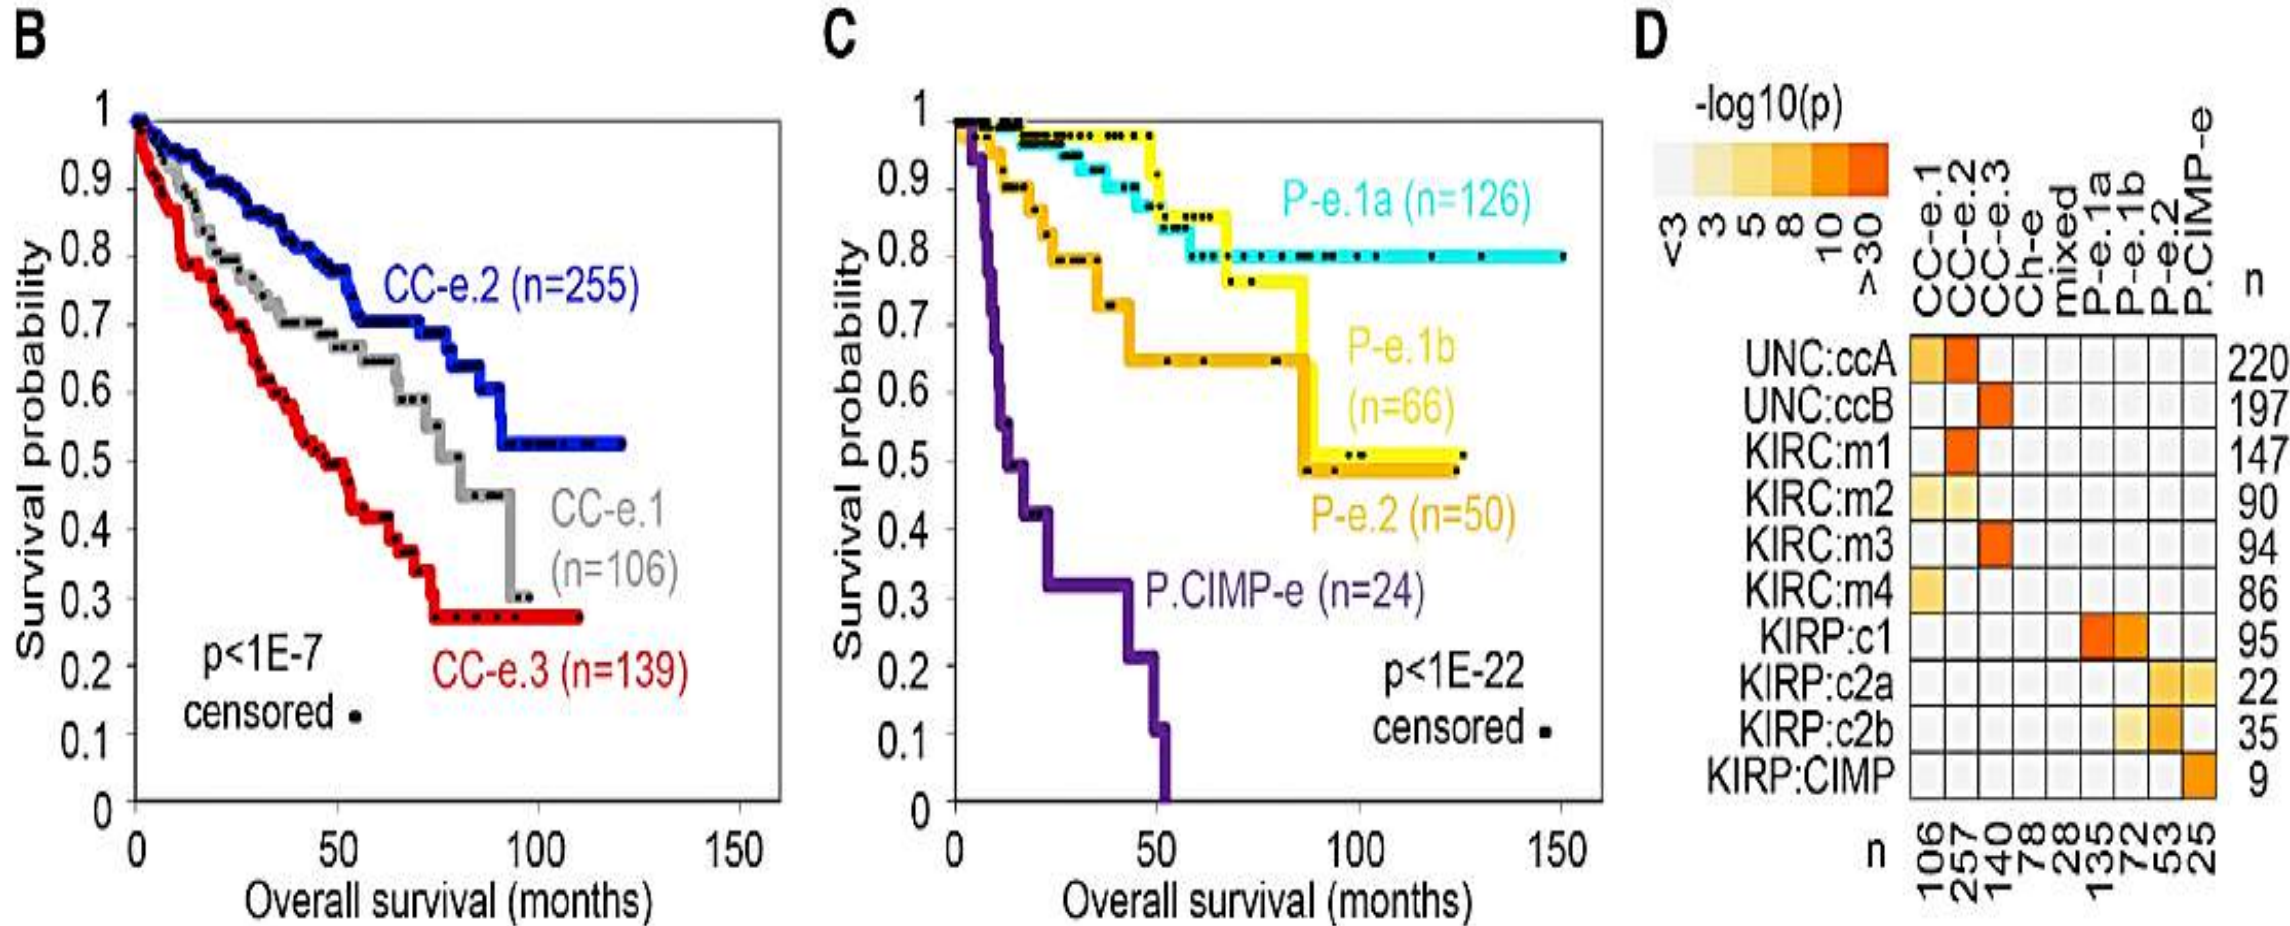 B
1
0.9
0.8
0.7
0.6
0.5
0.4
0.3
0.2
0.1
0
Survival probability
CC-e.2 (n=255)
CC-e.1
(n=106)
CC-e.3 (n=139)
p<1E-7
censored
0 50 100 150
Overall survival (months)
C
1
0.9
0.8
0.7
0.6
0.5
0.4
0.3
0.2
0.1
0
Survival probability
P-e.1a (n=126)
P-e.1b
(n=66)
P-e.2 (n=50)
P.CIMP-e (n=24)
p<1E-22
censored
0 50 100 150
Overall survival (months)
D
-log10(p)
<3 3 5 8 10 >30
CC-e.1
CC-e.2
CC-e.3
Ch-e
mixed
P-e.1a
P-e.1b
P-e.2
P.CIMP-e
n
UNC:ccA 220
UNC:ccB 197
KIRC:m1 147
KIRC:m2 90
KIRC:m3 94
KIRC:m4 86
KIRP:c1 95
KIRP:c2a 22
KIRP:c2b 35
KIRP:CIMP 9
n
106
257
140
78
28
135
72
53
25